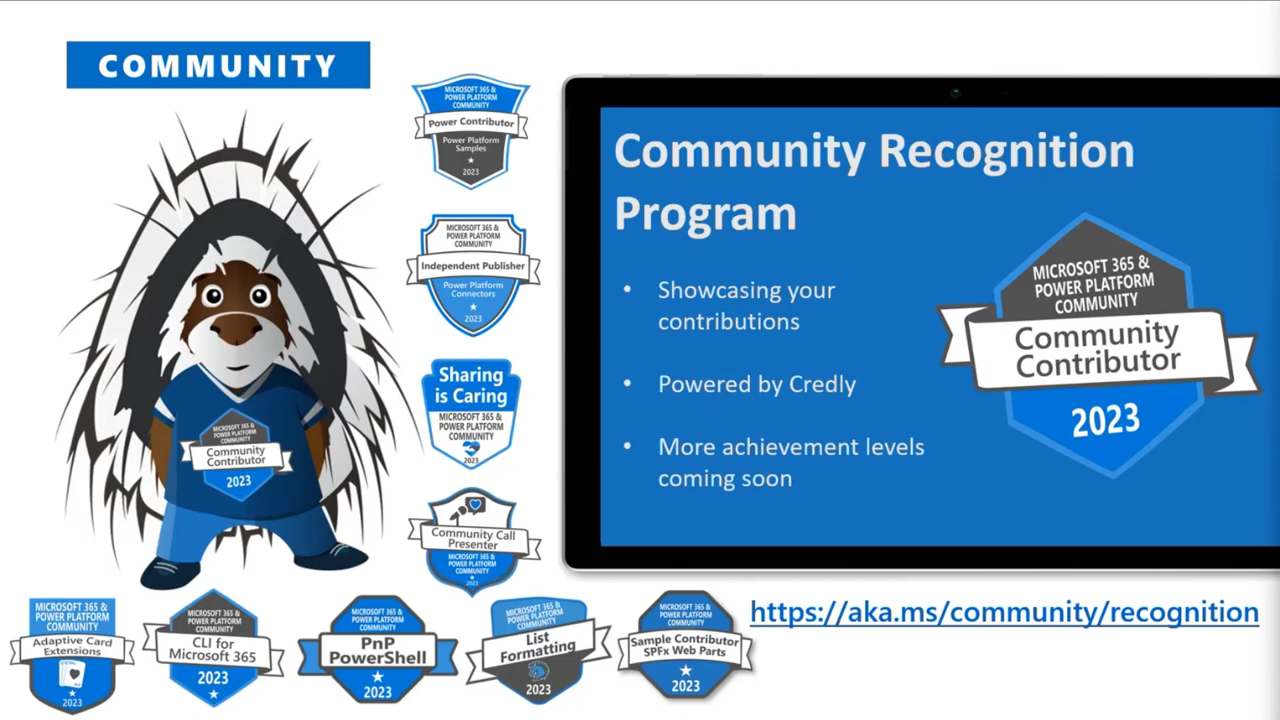 COMMUNITY
MICROSOFT 365 &
POWER PLATFORM
COMMUNITY
Power Contributor
Power Platform
Samples
2023
MICROSOFT 365 &
POWER PLATFORM
COMMUNITY
Independent Publisher
Power Platform
Connectors
2023
Sharing
is Caring
MICROSOFT 365 &
POWER PLATFORM
COMMUNITY
2023
Community Call
Presenter
MICROSOFT 365 &
POWER PLATFORM
COMMUNITY
2023
MICROSOFT 365 &
POWER PLATFORM
COMMUNITY
Community
Contributor
2023
Community Recognition
Program
• Showcasing your
contributions
• Powered by Credly
• More achievement levels
coming soon
MICROSOFT 365 &
POWER PLATFORM
COMMUNITY
Community
Contributor
2023
MICROSOFT 365 &
POWER PLATFORM
COMMUNITY
Adaptive Card
Extensions
2023
MICROSOFT 365 &
POWER PLATFORM
COMMUNITY
CLI for
Microsoft 365
2023
MICROSOFT 365 &
POWER PLATFORM
COMMUNITY
PnP
PowerShell
2023
MICROSOFT 365 &
POWER PLATFORM
COMMUNITY
List
Formatting
2023
MICROSOFT 365 &
POWER PLATFORM
COMMUNITY
Sample Contributor
SPFx Web Parts
2023
https://aka.ms/community/recognition